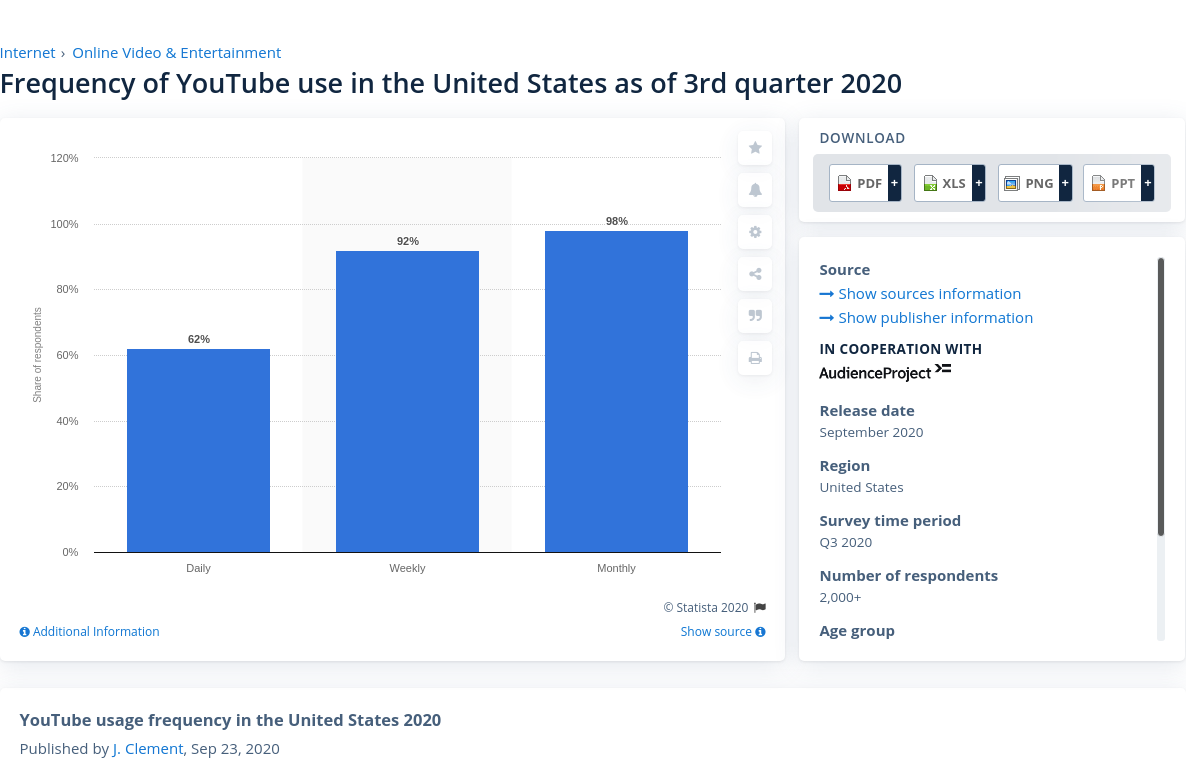 Internet › Online Video & Entertainment
Frequency of YouTube use in the United States as of 3rd quarter 2020
120%
100%
80%
60%
40%
20%
0%
Share of respondents
62%
92%
98%
Daily
Weekly
Monthly
© Statista 2020
Additional Information
Show source
DOWNLOAD
PDF + XLS + PNG + PPT +
Source
Show sources information
Show publisher information
IN COOPERATION WITH
AudienceProject
Release date
September 2020
Region
United States
Survey time period
Q3 2020
Number of respondents
2,000+
Age group
YouTube usage frequency in the United States 2020
Published by J. Clement, Sep 23, 2020